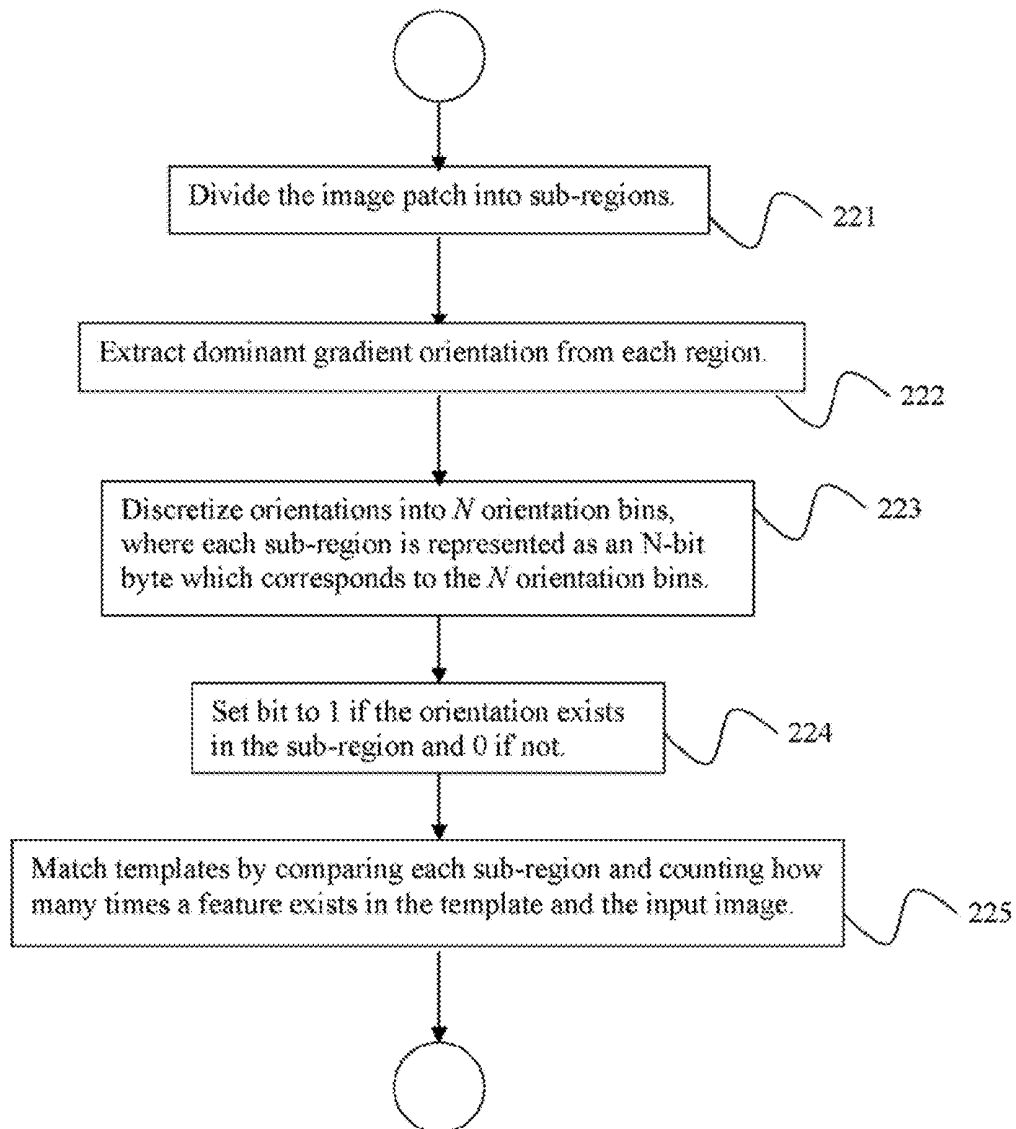 Divide the image patch into sub-regions.
221
Extract dominant gradient orientation from each region.
222
Discretize orientations into N orientation bins,
where each sub-region is represented as an N-bit
byte which corresponds to the N orientation bins.
223
Set bit to 1 if the orientation exists
in the sub-region and 0 if not.
224
Match templates by comparing each sub-region and counting how
many times a feature exists in the template and the input image.
225